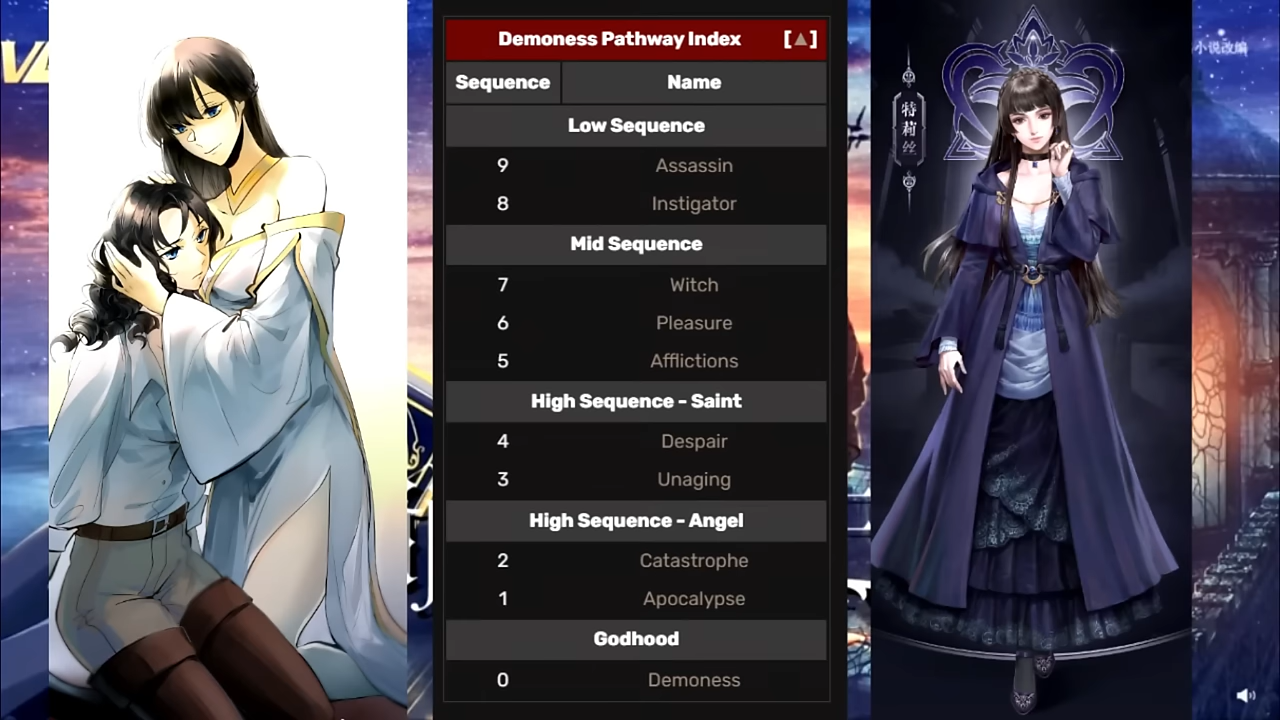 Demoness Pathway Index [▲]
Sequence Name
Low Sequence
9 Assassin
8 Instigator
Mid Sequence
7 Witch
6 Pleasure
5 Afflictions
High Sequence - Saint
4 Despair
3 Unaging
High Sequence - Angel
2 Catastrophe
1 Apocalypse
Godhood
0 Demoness
特莉丝
小说改编